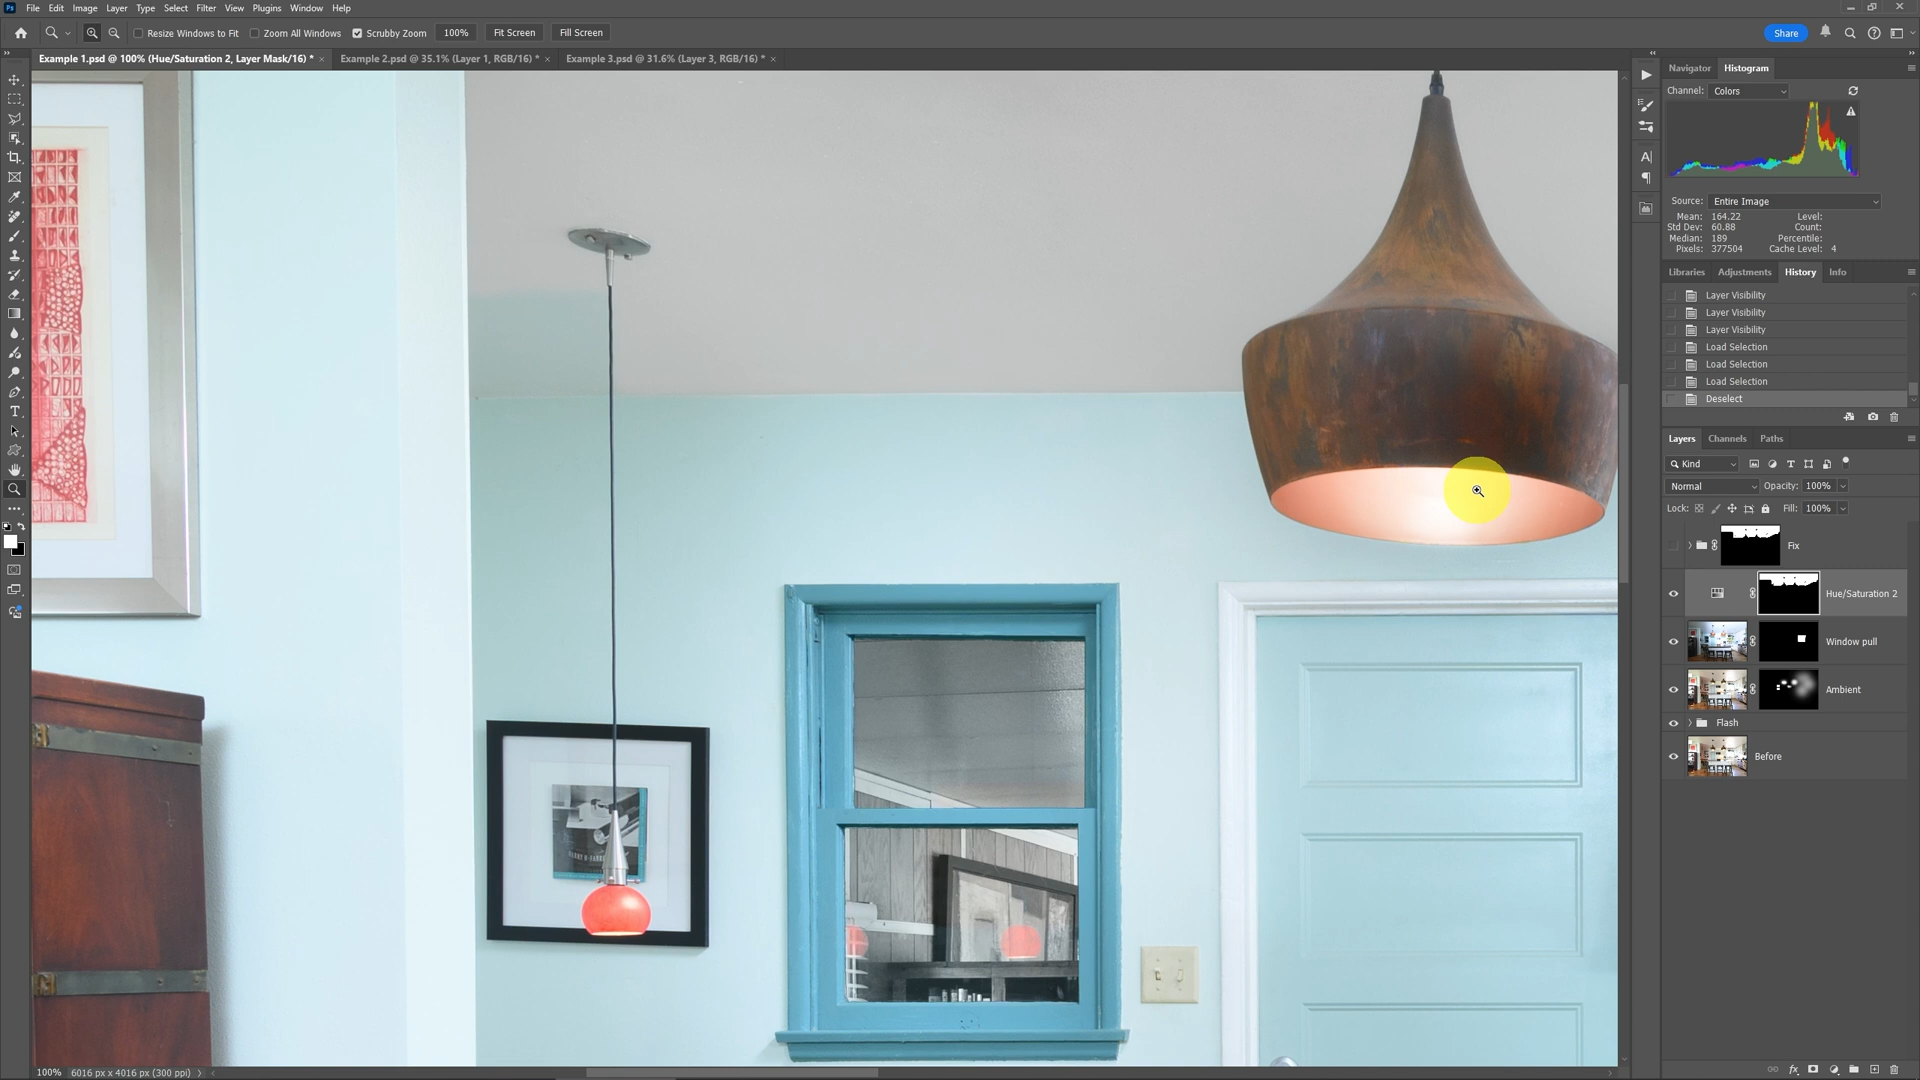 Ps File Edit Image Layer Type Select Filter View Plugins Window Help
Resize Windows to Fit Zoom All Windows Scrubby Zoom 100% Fit Screen Fill Screen Share
Example 1.psd @ 100% (Hue/Saturation 2, Layer Mask/16) * × Example 2.psd @ 35.1% (Layer 1, RGB/16) * × Example 3.psd @ 31.6% (Layer 3, RGB/16) * ×
Navigator Histogram
Channel: Colors
Source: Entire Image
Mean: 164.22 Level:
Std Dev: 60.88 Count:
Median: 189 Percentile:
Pixels: 377504 Cache Level: 4
Libraries Adjustments History Info
Layer Visibility
Layer Visibility
Layer Visibility
Load Selection
Load Selection
Load Selection
Deselect
Layers Channels Paths
Kind
Normal Opacity: 100%
Lock: Fill: 100%
Fix
Hue/Saturation 2
Window pull
Ambient
Flash
Before
100% 6016 px x 4016 px (300 ppi)